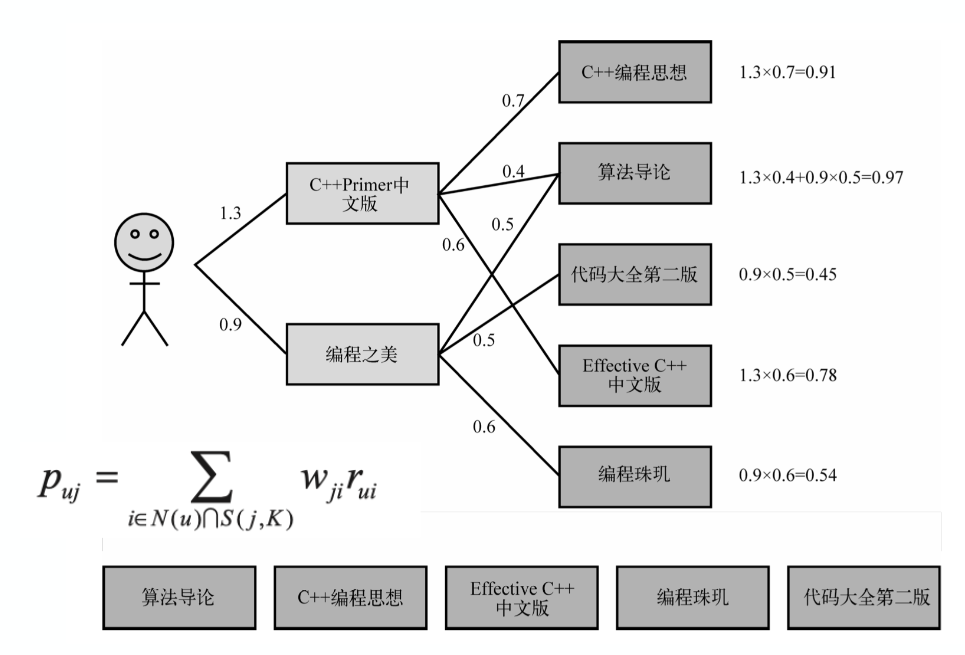 C++编程思想
1.3×0.7=0.91
0.7
算法导论
1.3×0.4+0.9×0.5=0.97
0.4
C++Primer中
文版
1.3
0.5
0.6
代码大全第二版
0.9×0.5=0.45
0.9
编程之美
0.5
Effective C++
中文版
1.3×0.6=0.78
0.6
编程珠玑
0.9×0.6=0.54
p_{uj} = ∑_{i∈N(u)∩S(j,K)} w_{ji}r_{ui}
算法导论
C++编程思想
Effective C++
中文版
编程珠玑
代码大全第二版